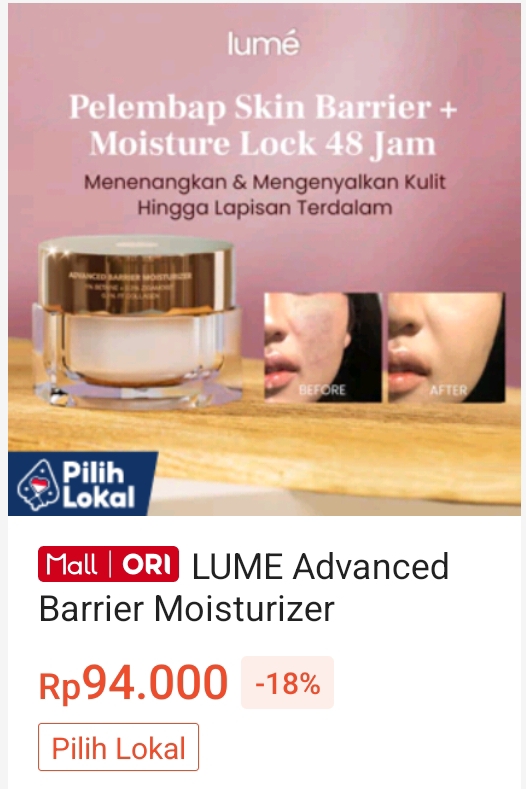 lumé
Pelembap Skin Barrier +
Moisture Lock 48 Jam
Menenangkan & Mengenyalkan Kulit
Hingga Lapisan Terdalam
ADVANCED BARRIER MOISTURIZER
BEFORE
AFTER
Pilih
Lokal
Mall | ORI LUME Advanced
Barrier Moisturizer
Rp94.000 -18%
Pilih Lokal